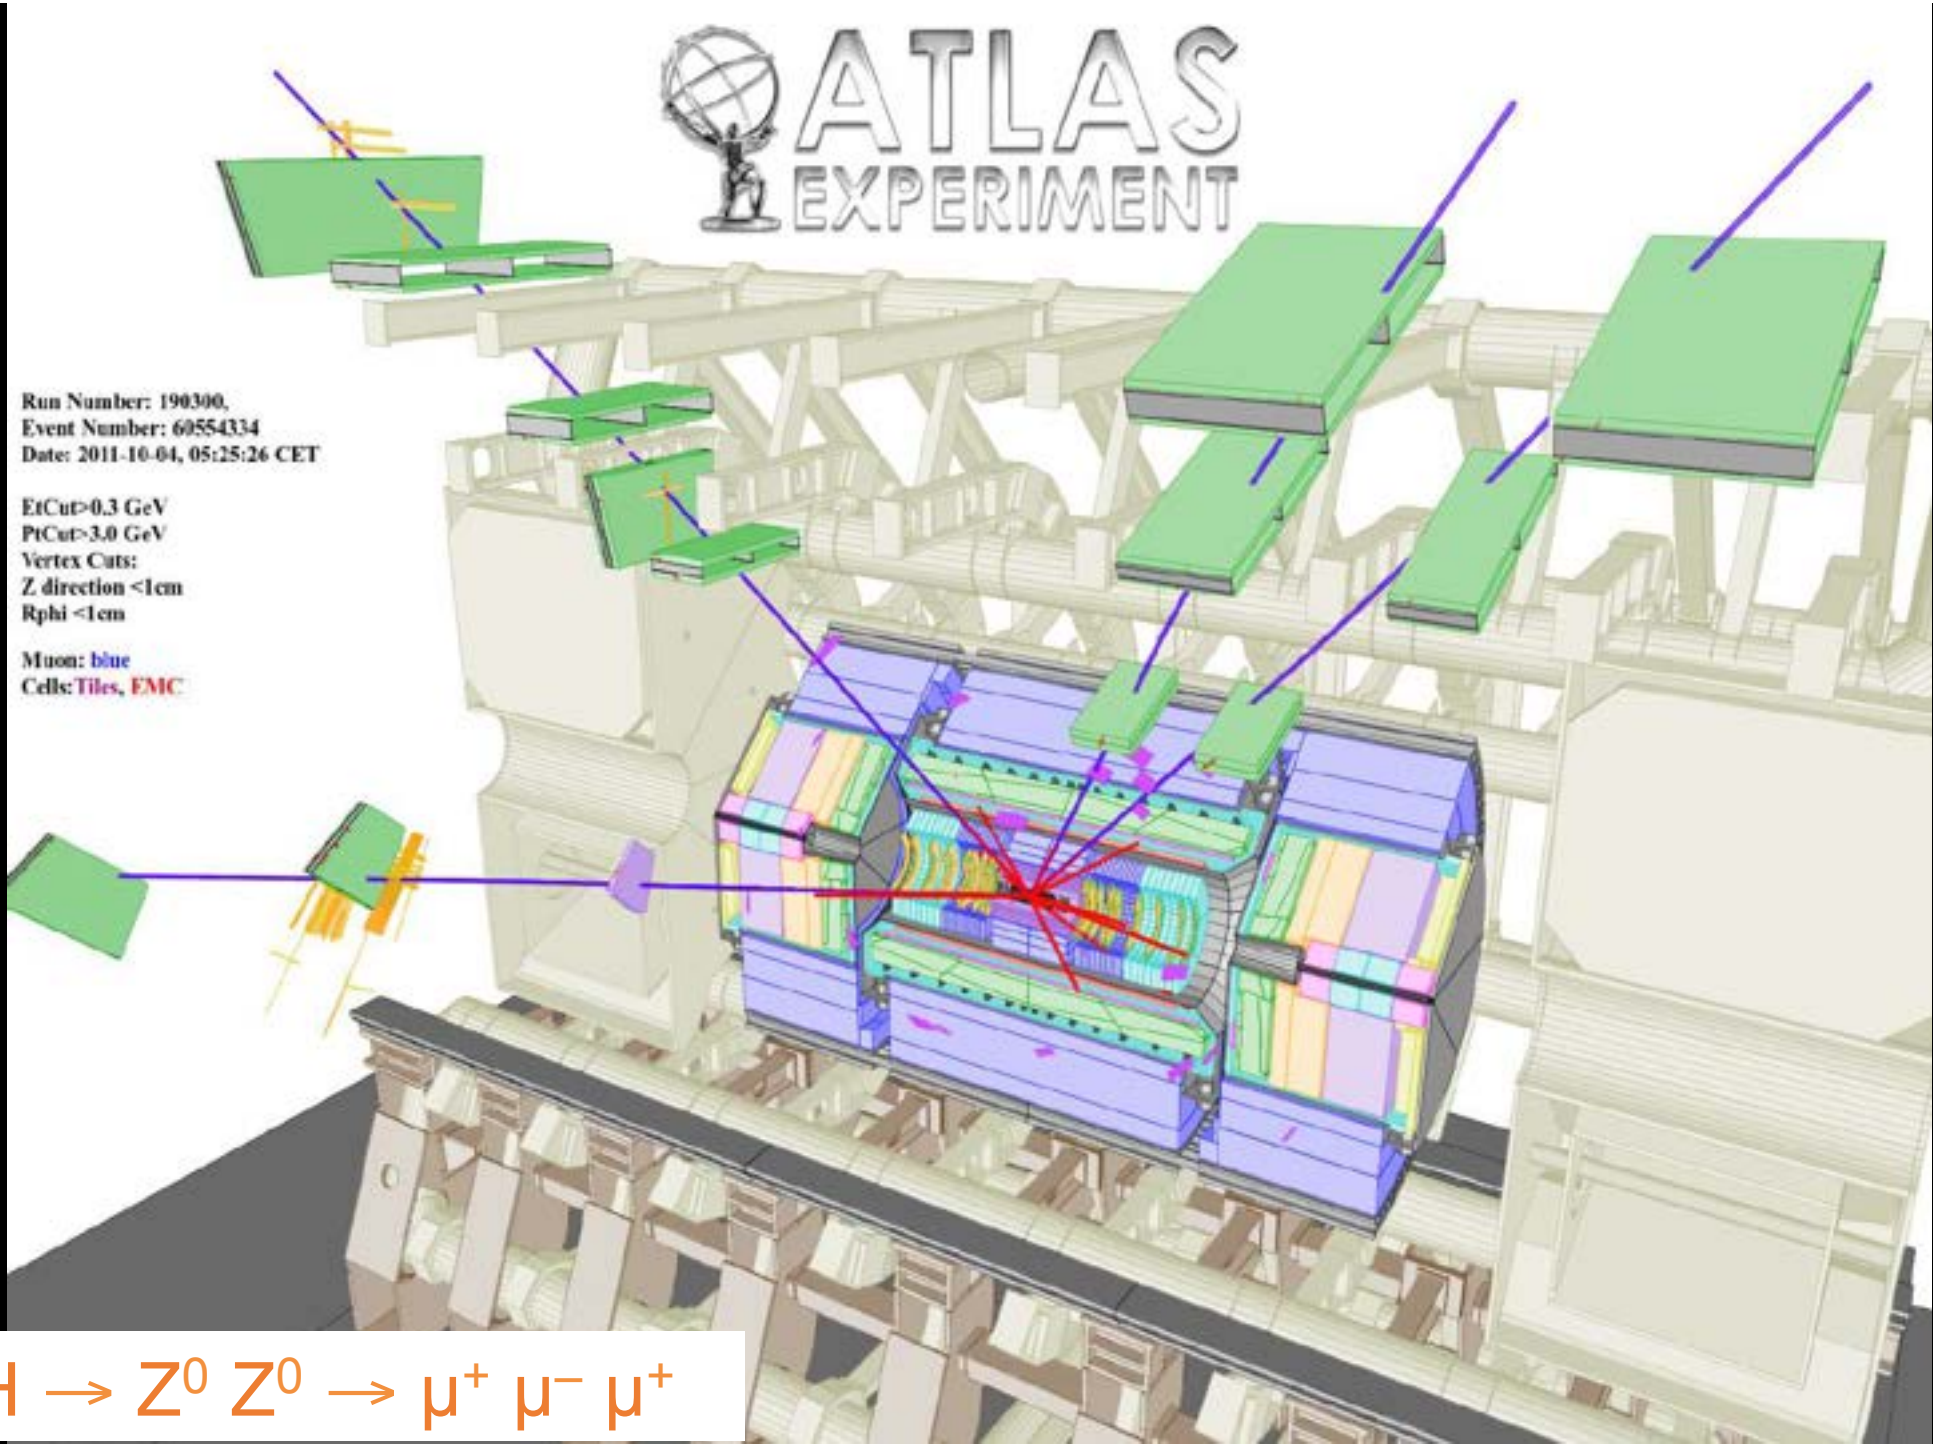 ATLAS
EXPERIMENT
Run Number: 190300,
Event Number: 60554334
Date: 2011-10-04, 05:25:26 CET
EtCut>0.3 GeV
PtCut>3.0 GeV
Vertex Cuts:
Z direction <1cm
Rphi <1cm
Muon: blue
Cells:Tiles, EMC
H → Z⁰ Z⁰ → μ⁺ μ⁻ μ⁺